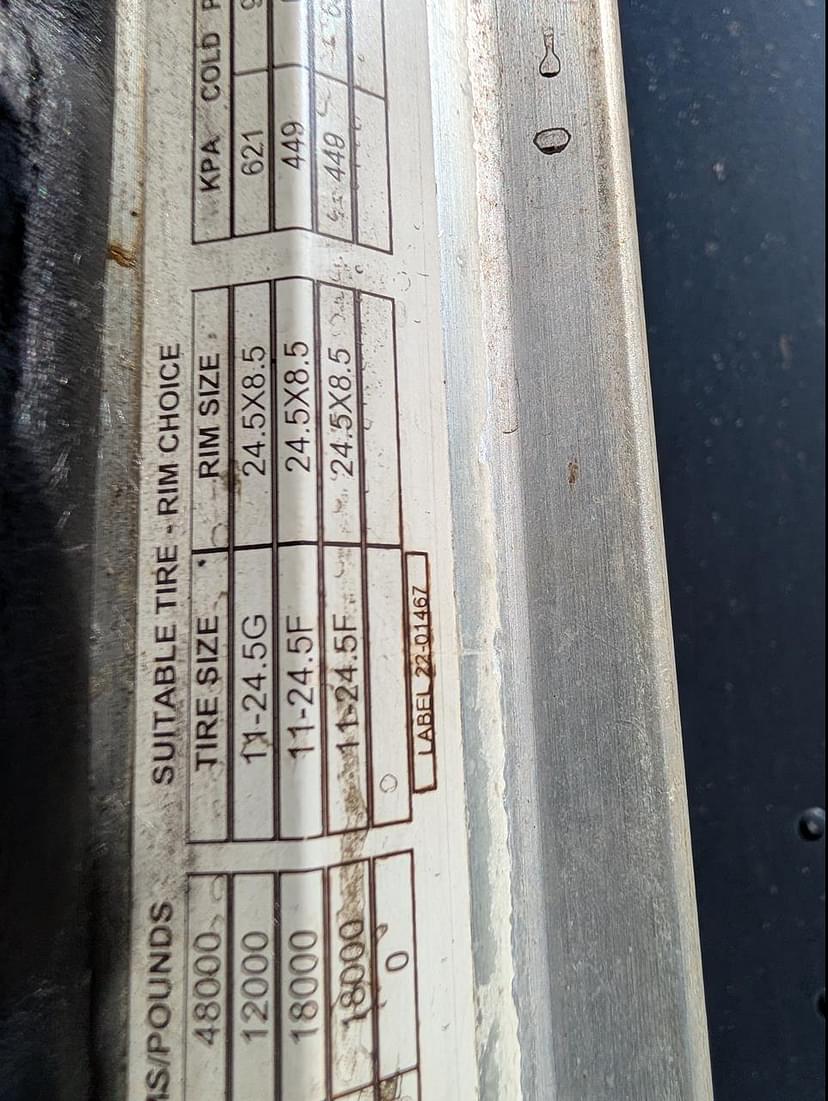 /POUNDS SUITABLE TIRE - RIM CHOICE
48000 TIRE SIZE RIM SIZE KPA COLD
12000 11-24.5G 24.5X8.5 621
18000 11-24.5F 24.5X8.5 449
18000 11-24.5F 24.5X8.5 449
0
LABEL 22-01467